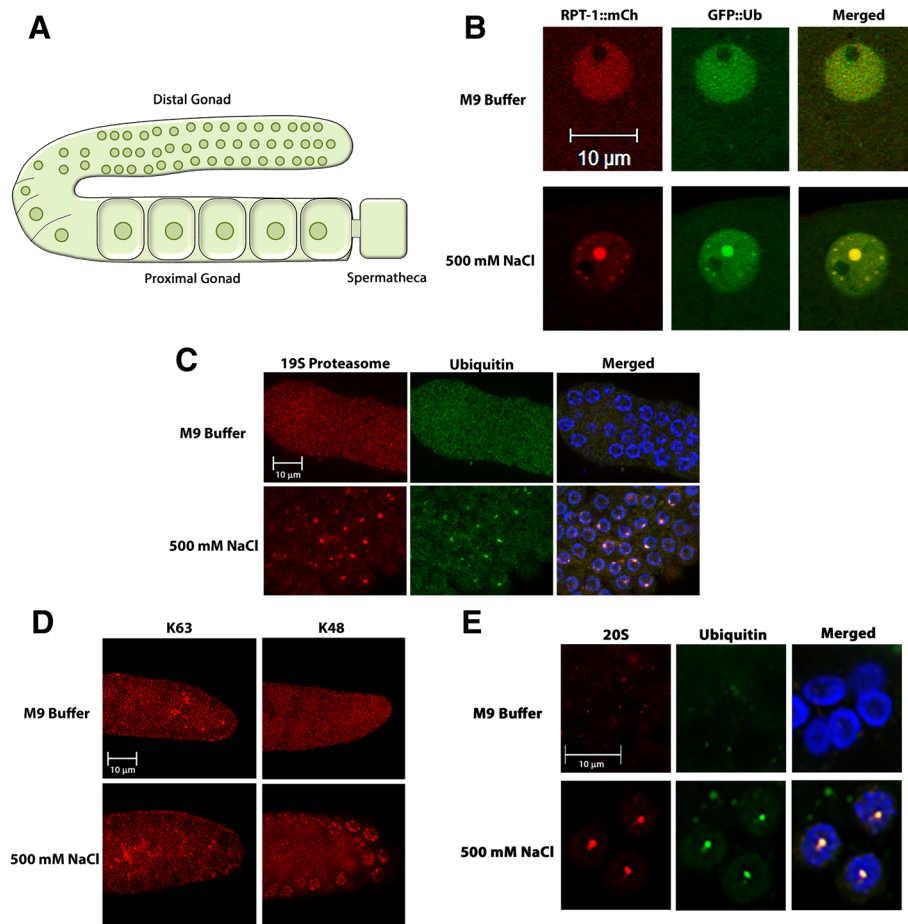 A
Distal Gonad
Proximal Gonad
Spermatheca
B
RPT-1::mCh GFP::Ub Merged
M9 Buffer
10 µm
500 mM NaCl
C
19S Proteasome Ubiquitin Merged
M9 Buffer
10 µm
500 mM NaCl
D
K63 K48
M9 Buffer
10 µm
500 mM NaCl
E
20S Ubiquitin Merged
M9 Buffer
10 µm
500 mM NaCl